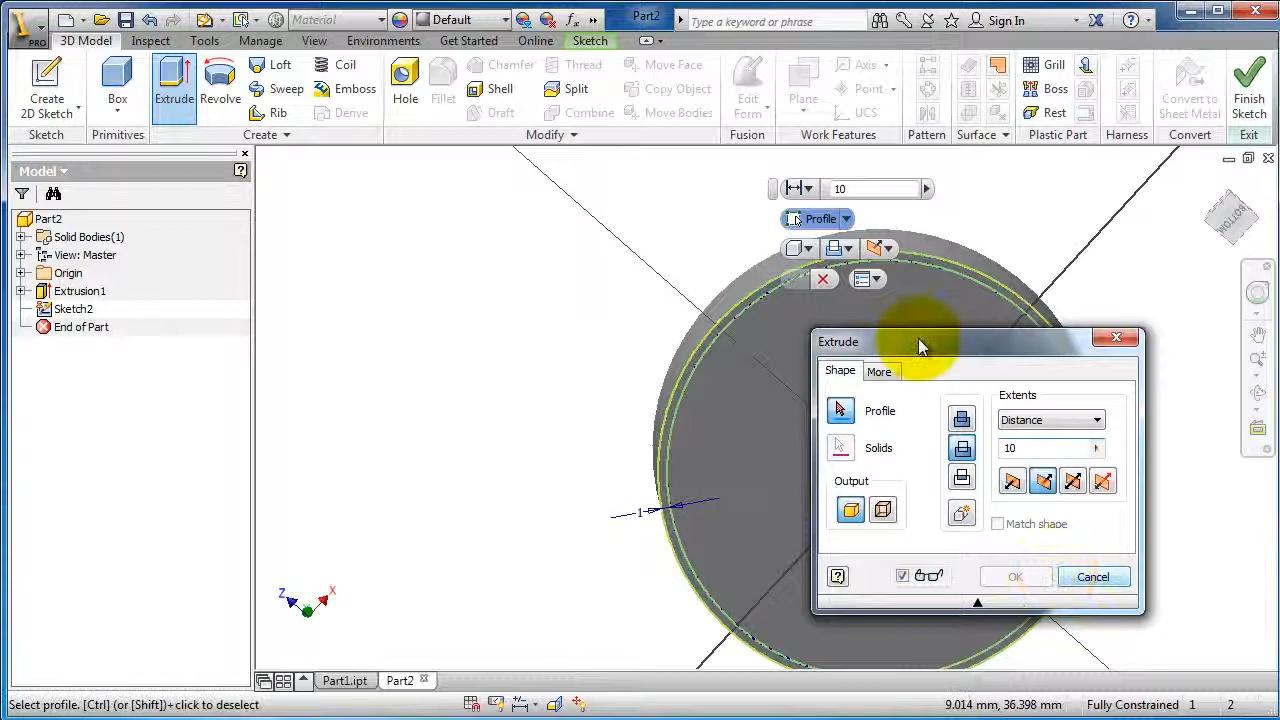 PRO
Material
Default
Part2
Type a keyword or phrase
Sign In
3D Model Inspect Tools View Manage Environments Get Started Online Sketch
Create 2D Sketch
Sketch
Box
Primitives
Extrude
Revolve
Loft
Sweep
Rib
Coil
Emboss
Derive
Create
Hole
Fillet
Chamfer
Shell
Draft
Thread
Split
Combine
Move Face
Copy Object
Move Bodies
Modify
Edit Form
Fusion
Plane
Axis
Point
UCS
Work Features
Pattern
Surface
Grill
Boss
Rest
Plastic Part
Harness
Convert to Sheet Metal
Convert
Finish Sketch
Exit
Model
Part2
Solid Bodies(1)
View: Master
Origin
Extrusion1
Sketch2
End of Part
10
Profile
BOTTOM
1
Z
X
Extrude
Shape
More
Profile
Solids
Output
Extents
Distance
10
Match shape
OK
Cancel
Part1.ipt
Part2
Select profile. [Ctrl] (or [Shift])+click to deselect
9.014 mm, 36.398 mm
Fully Constrained
1
2